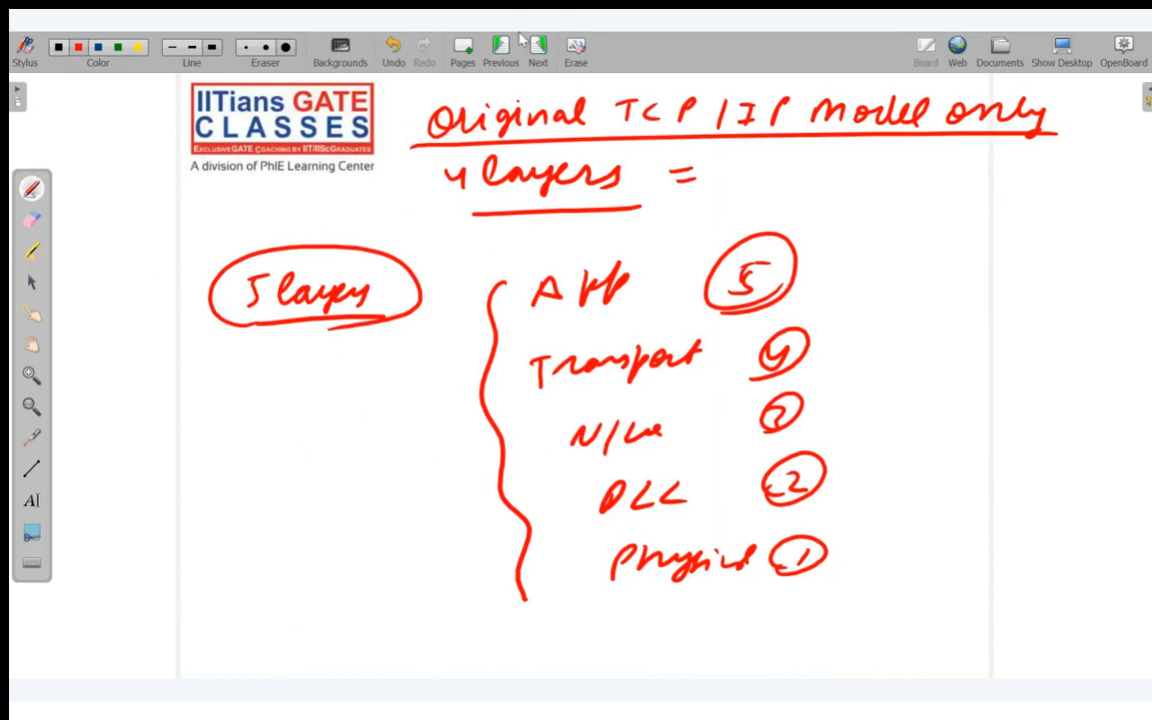 Stylus Color Line Eraser Backgrounds Undo Redo Pages Previous Next Erase Board Web Documents Show Desktop OpenBoard
IITians GATE
CLASSES
EXCLUSIVE GATE COACHING BY IIT/IISC GRADUATES
A division of PhIE Learning Center
Original TCP/IP Model only
4 layers =
5 layers
App 5
Transport 4
N/w 3
DLL 2
Physical 1
AI